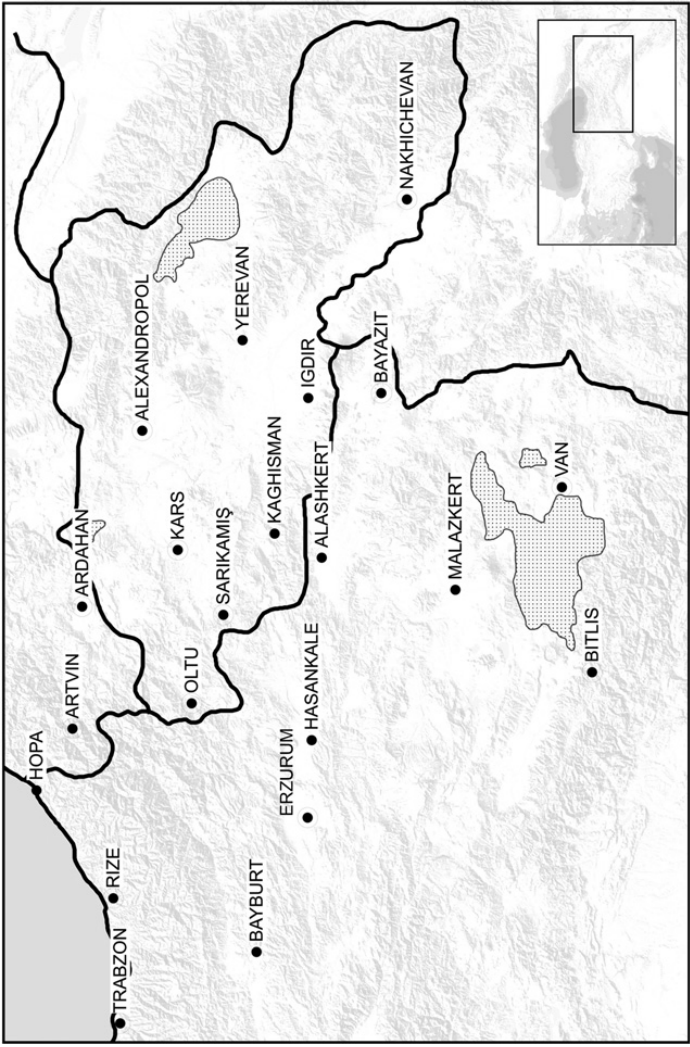 HOPA
TRABZON
RIZE
ARTVIN
ARDAHAN
ALEXANDROPOL
OLTU
KARS
SARIKAMIŞ
YEREVAN
BAYBURT
KAGHISMAN
ERZURUM
HASANKALE
ALASHKERT
IGDIR
NAKHICHEVAN
BAYAZIT
MALAZKERT
VAN
BITLIS